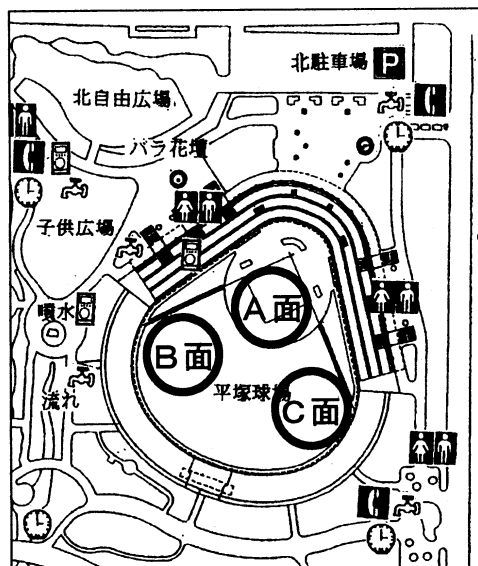 北駐車場 P
北自由広場
バラ花壇
子供広場
噴水
A面
B面
平塚球場
C面
流れ